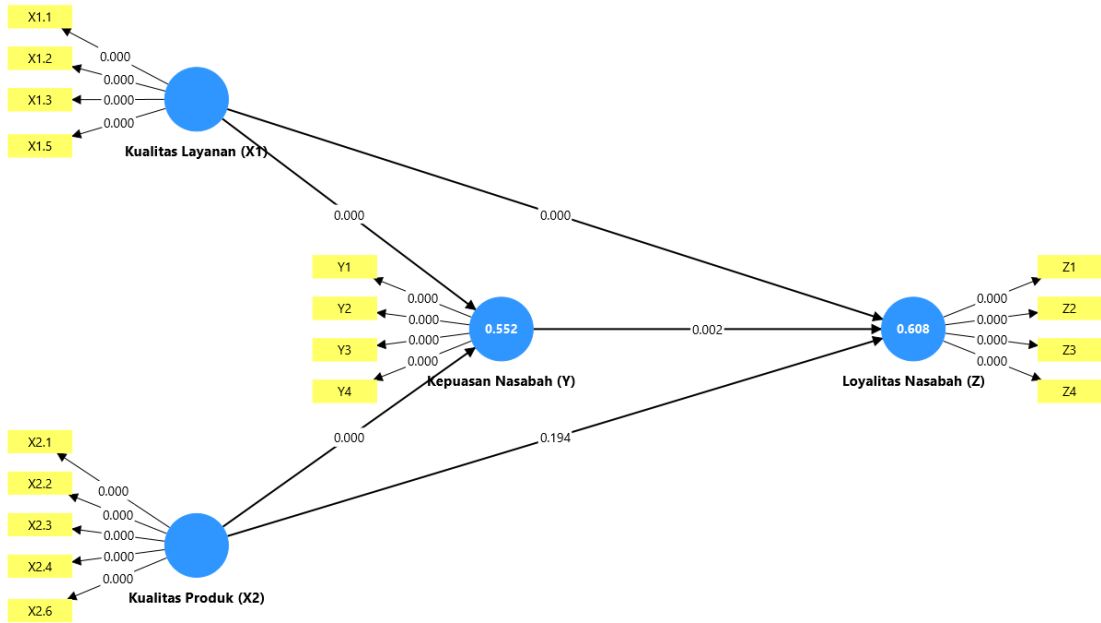 X1.1
0.000
X1.2
0.000
X1.3
0.000
X1.5
0.000
Kualitas Layanan (X1)
0.000
0.000
Y1
0.000
Y2
0.000
Y3
0.000
Y4
0.000
0.552
Kepuasan Nasabah (Y)
0.002
0.608
Loyalitas Nasabah (Z)
Z1
0.000
Z2
0.000
Z3
0.000
Z4
0.000
0.000
0.194
X2.1
0.000
X2.2
0.000
X2.3
0.000
X2.4
0.000
X2.6
0.000
Kualitas Produk (X2)